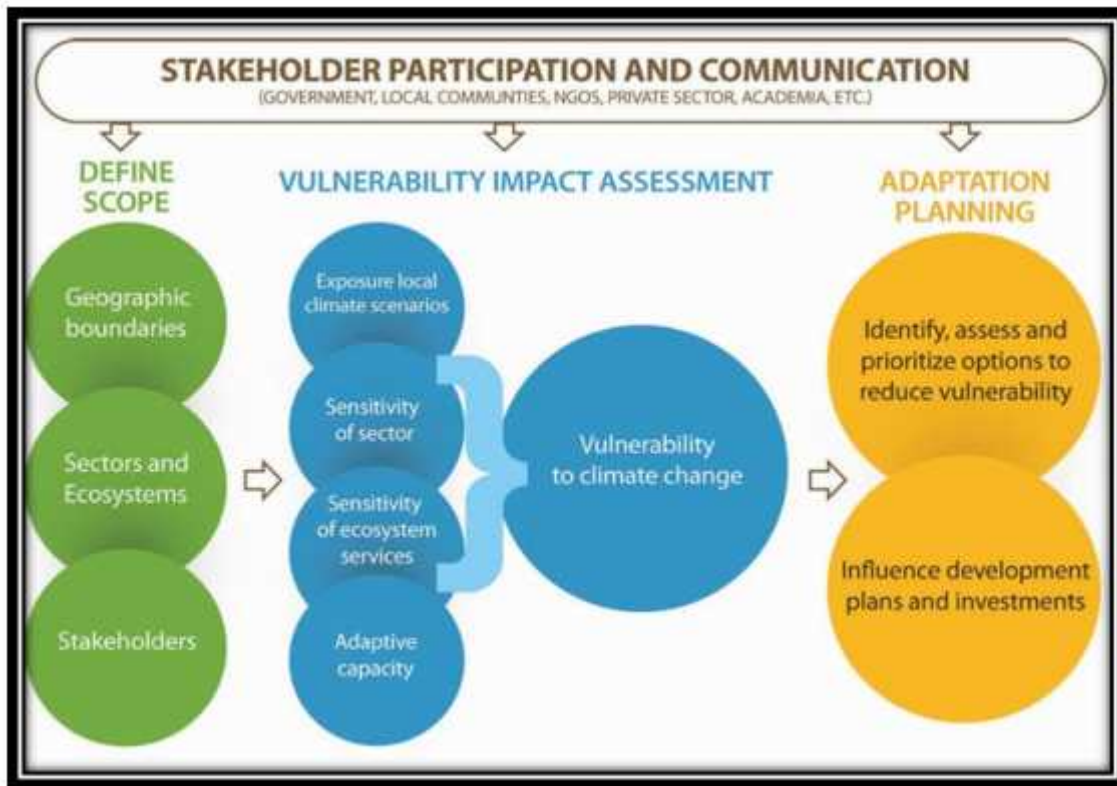 STAKEHOLDER PARTICIPATION AND COMMUNICATION
(GOVERNMENT, LOCAL COMMUNTIES, NGOS, PRIVATE SECTOR, ACADEMIA, ETC.)
DEFINE
SCOPE
Geographic
boundaries
Sectors and
Ecosystems
Stakeholders
VULNERABILITY IMPACT ASSESSMENT
Exposure local
climate scenarios
Sensitivity
of sector
Sensitivity
of ecosystem
services
Adaptive
capacity
Vulnerability
to climate change
ADAPTATION
PLANNING
Identify, assess and
prioritize options to
reduce vulnerability
Influence development
plans and investments